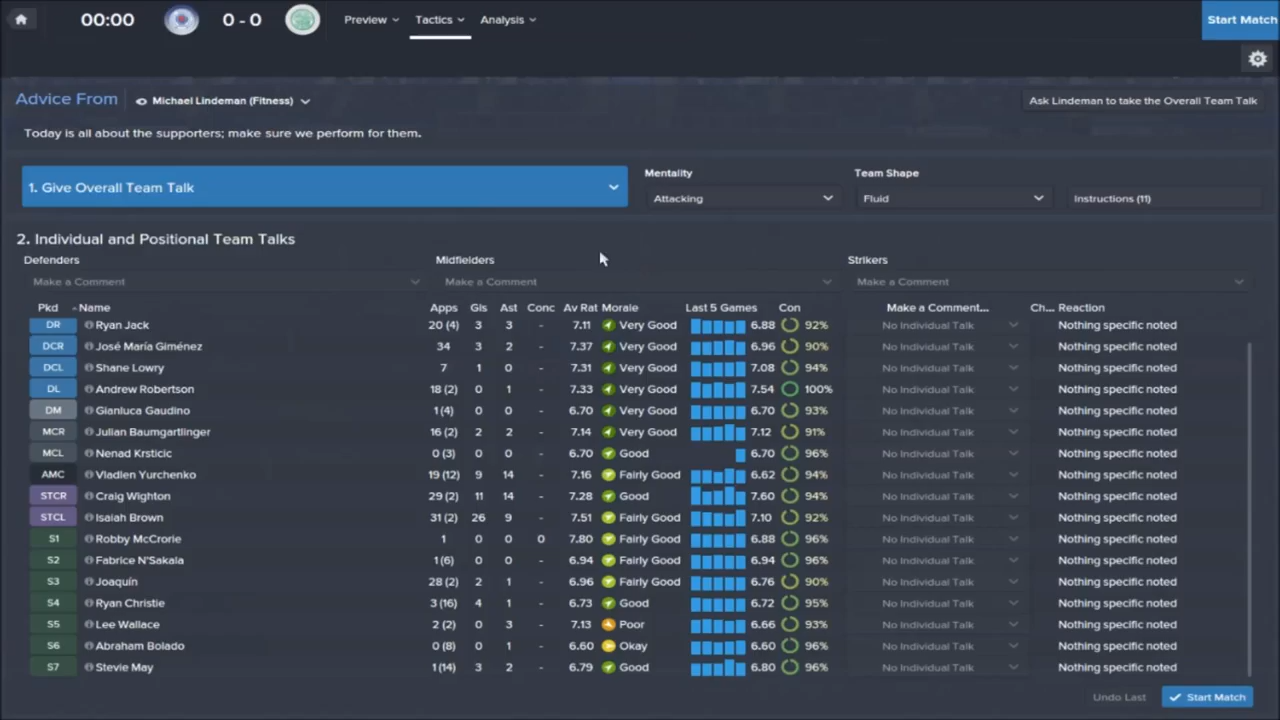 00:00 0 - 0 Preview Tactics Analysis Start Match
Advice From Michael Lindeman (Fitness) Ask Lindeman to take the Overall Team Talk
Today is all about the supporters; make sure we perform for them.
Mentality Team Shape
1. Give Overall Team Talk Attacking Fluid Instructions (11)
2. Individual and Positional Team Talks
Defenders Midfielders Strikers
Make a Comment Make a Comment Make a Comment
Pkd Name Apps Gls Ast Conc Av Rat Morale Last 5 Games Con Make a Comment... Ch... Reaction
DR Ryan Jack 20 (4) 3 3 - 7.11 Very Good 6.88 92% No Individual Talk Nothing specific noted
DCR José María Giménez 34 3 2 - 7.37 Very Good 6.96 90% No Individual Talk Nothing specific noted
DCL Shane Lowry 7 1 0 - 7.31 Very Good 7.08 94% No Individual Talk Nothing specific noted
DL Andrew Robertson 18 (2) 0 1 - 7.33 Very Good 7.54 100% No Individual Talk Nothing specific noted
DM Gianluca Gaudino 1 (4) 0 0 - 6.70 Very Good 6.70 93% No Individual Talk Nothing specific noted
MCR Julian Baumgartlinger 16 (2) 2 2 - 7.14 Very Good 7.12 91% No Individual Talk Nothing specific noted
MCL Nenad Krsticic 0 (3) 0 0 - 6.70 Good 6.70 96% No Individual Talk Nothing specific noted
AMC Vladlen Yurchenko 19 (12) 9 14 - 7.16 Fairly Good 6.62 94% No Individual Talk Nothing specific noted
STCR Craig Wighton 29 (2) 11 14 - 7.28 Good 7.60 94% No Individual Talk Nothing specific noted
STCL Isaiah Brown 31 (2) 26 9 - 7.51 Fairly Good 7.10 92% No Individual Talk Nothing specific noted
S1 Robby McCrorie 1 0 0 0 7.80 Fairly Good 6.88 96% No Individual Talk Nothing specific noted
S2 Fabrice N'Sakala 1 (6) 0 0 - 6.94 Fairly Good 6.94 96% No Individual Talk Nothing specific noted
S3 Joaquín 28 (2) 2 1 - 6.96 Fairly Good 6.76 90% No Individual Talk Nothing specific noted
S4 Ryan Christie 3 (16) 4 1 - 6.73 Good 6.72 95% No Individual Talk Nothing specific noted
S5 Lee Wallace 2 (2) 0 3 - 7.13 Poor 6.66 93% No Individual Talk Nothing specific noted
S6 Abraham Bolado 0 (8) 0 1 - 6.60 Okay 6.60 96% No Individual Talk Nothing specific noted
S7 Stevie May 1 (14) 3 2 - 6.79 Good 6.80 96% No Individual Talk Nothing specific noted
Undo Last Start Match